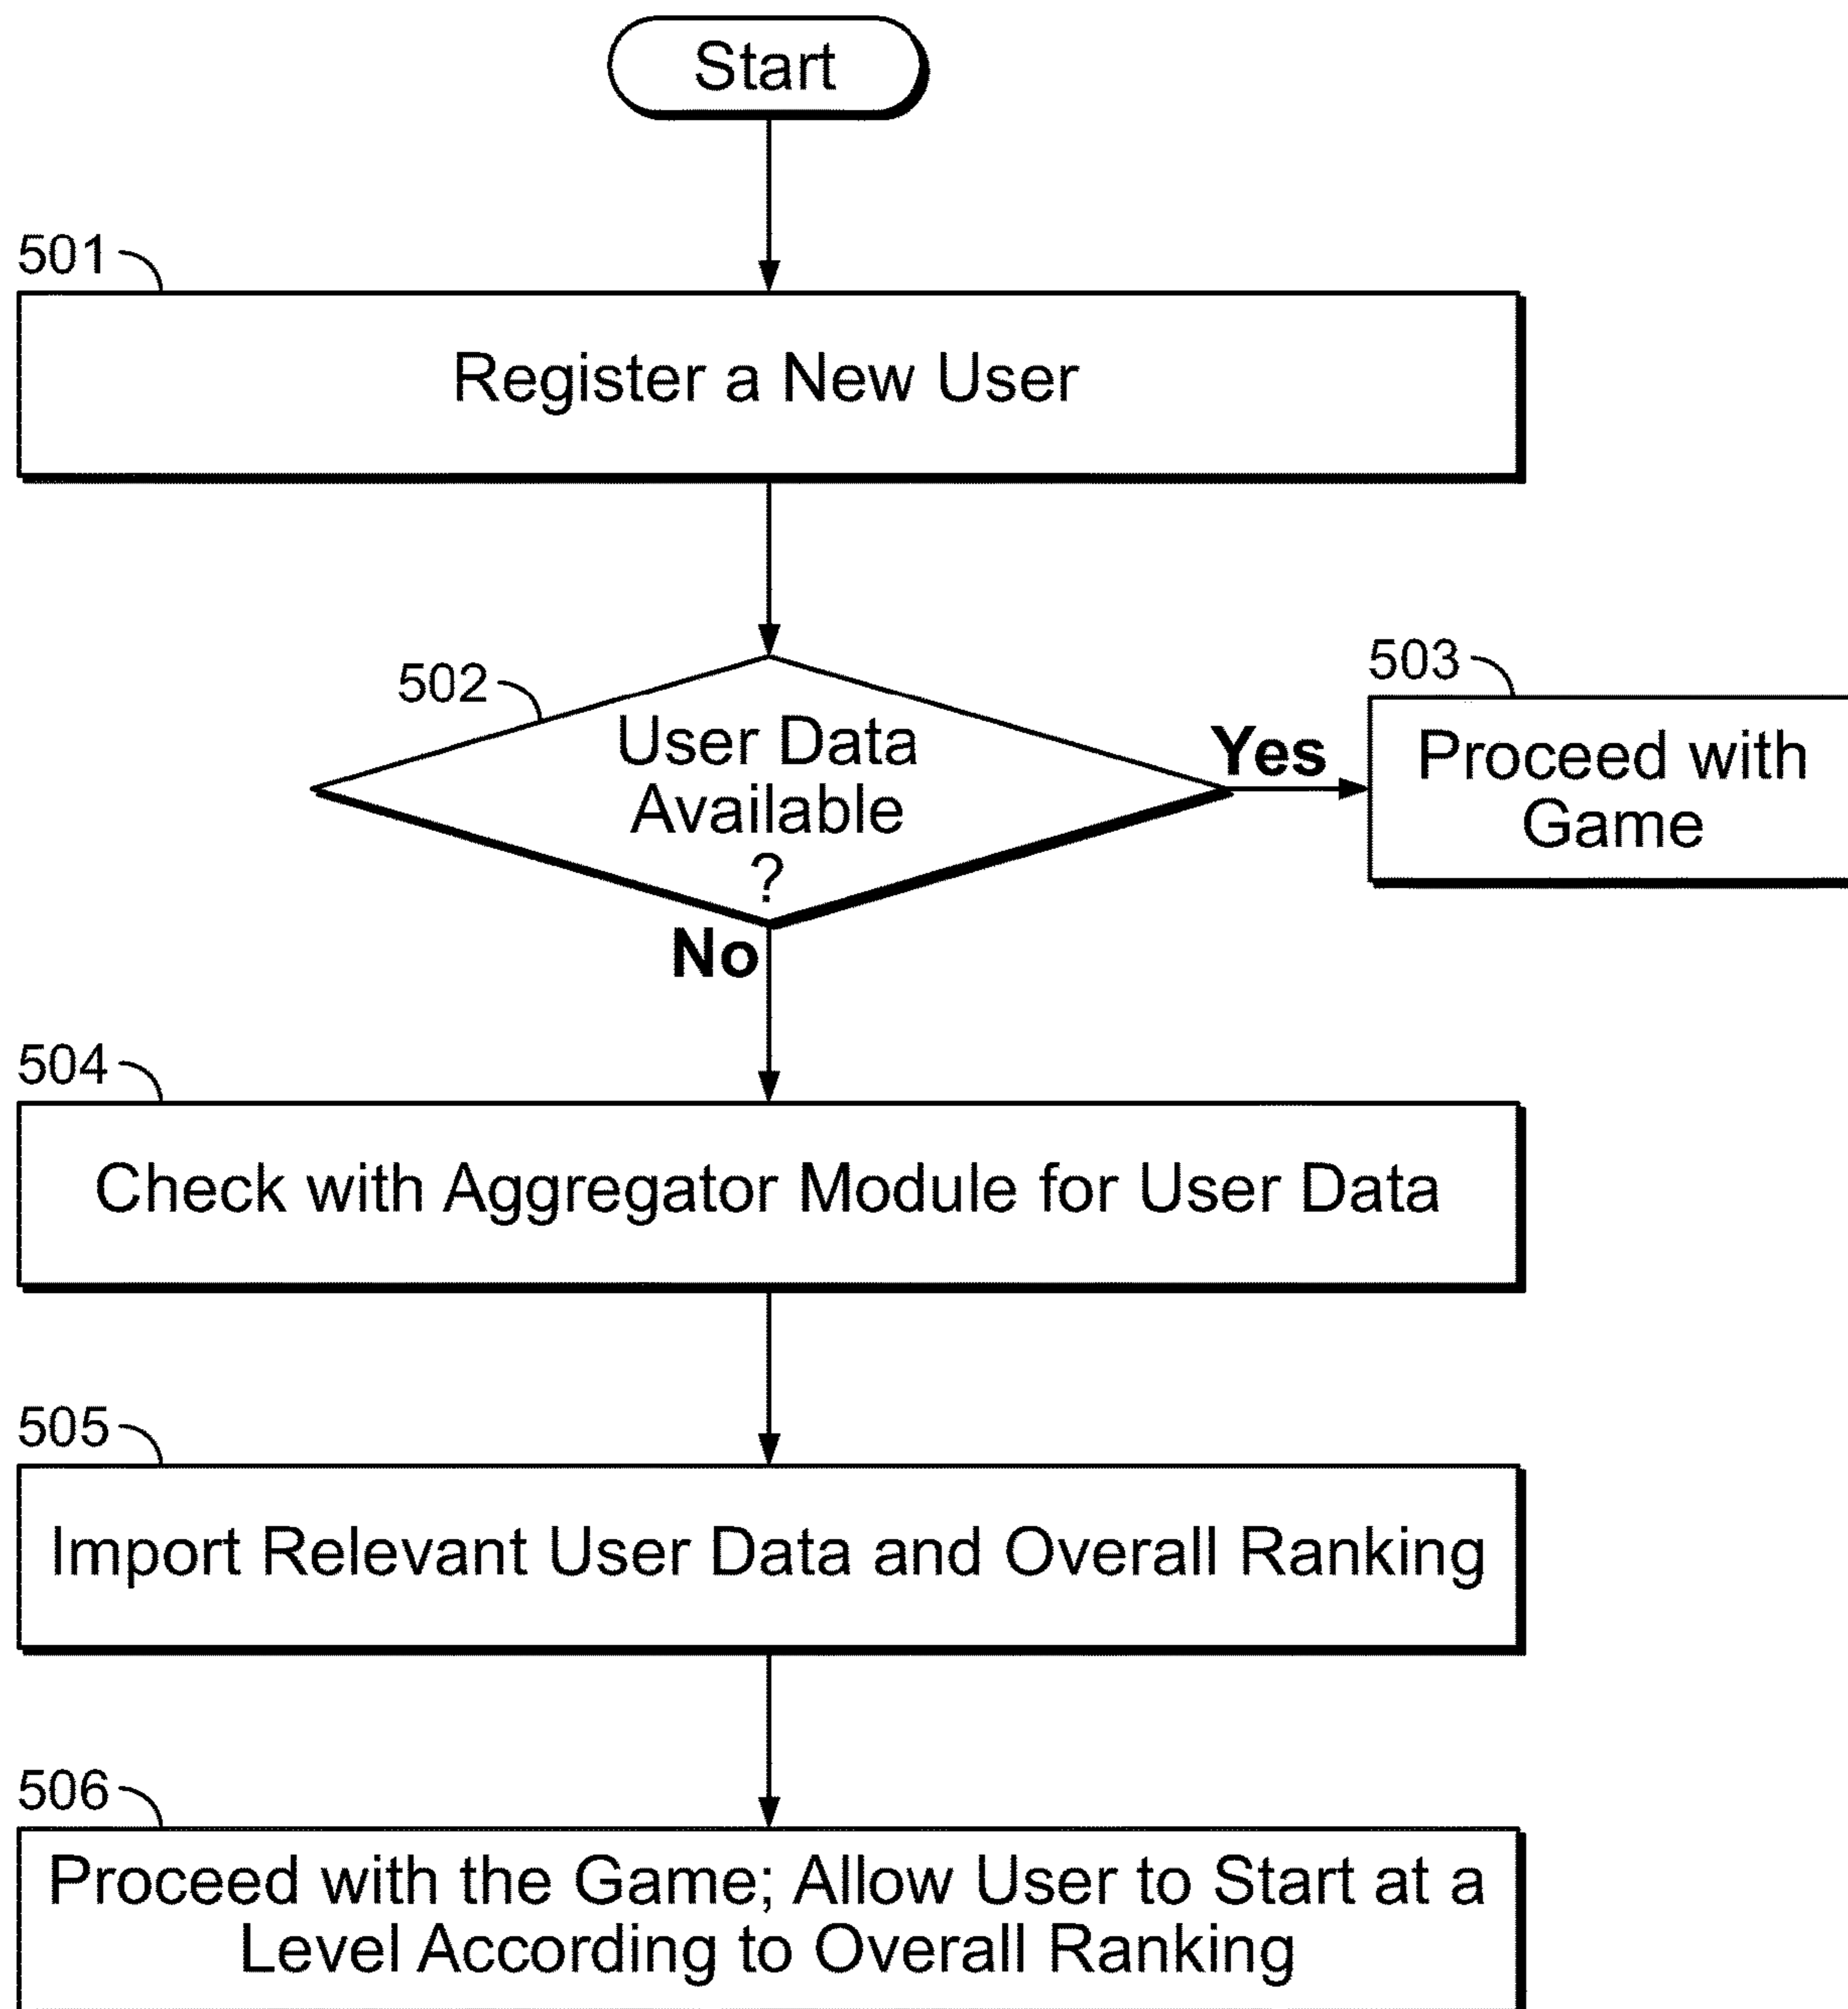 Start
501
Register a New User
502
User Data
Available
?
Yes
503
Proceed with
Game
No
504
Check with Aggregator Module for User Data
505
Import Relevant User Data and Overall Ranking
506
Proceed with the Game; Allow User to Start at a
Level According to Overall Ranking